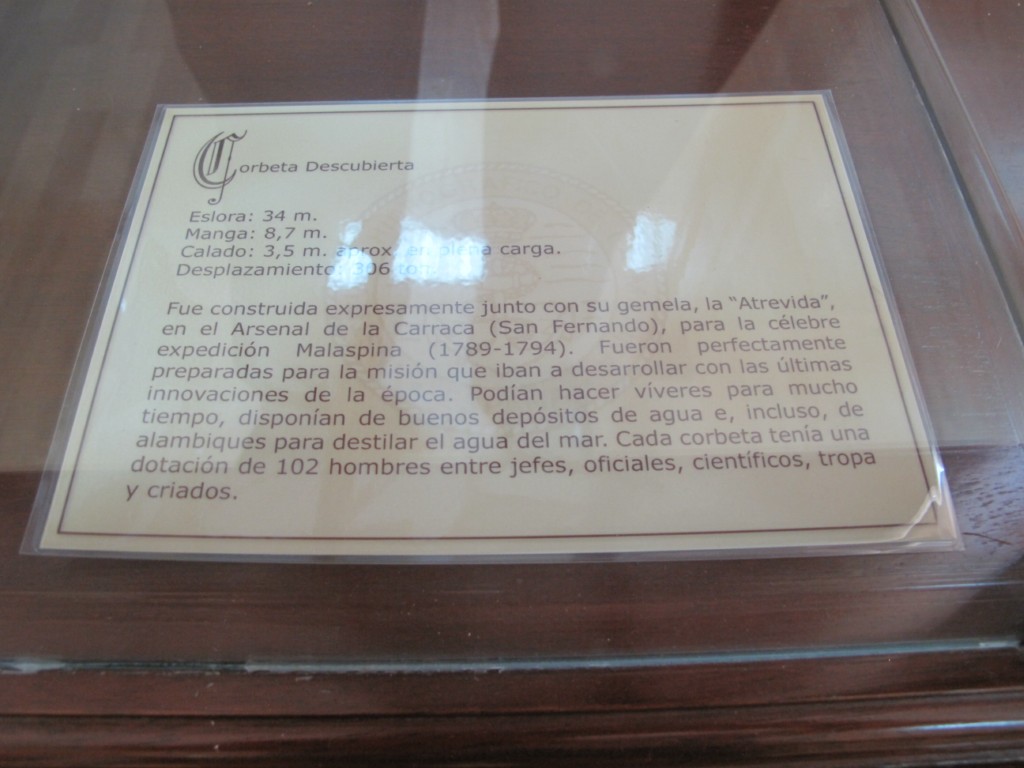 Corbeta Descubierta
Eslora: 34 m.
Manga: 8,7 m.
Calado: 3,5 m. aprox. en plena carga.
Desplazamiento: 306 ton.
Fue construida expresamente junto con su gemela, la "Atrevida",
en el Arsenal de la Carraca (San Fernando), para la célebre
expedición Malaspina (1789-1794). Fueron perfectamente
preparadas para la misión que iban a desarrollar con las últimas
innovaciones de la época. Podían hacer víveres para mucho
tiempo, disponían de buenos depósitos de agua e, incluso, de
alambiques para destilar el agua del mar. Cada corbeta tenía una
dotación de 102 hombres entre jefes, oficiales, científicos, tropa
y criados.